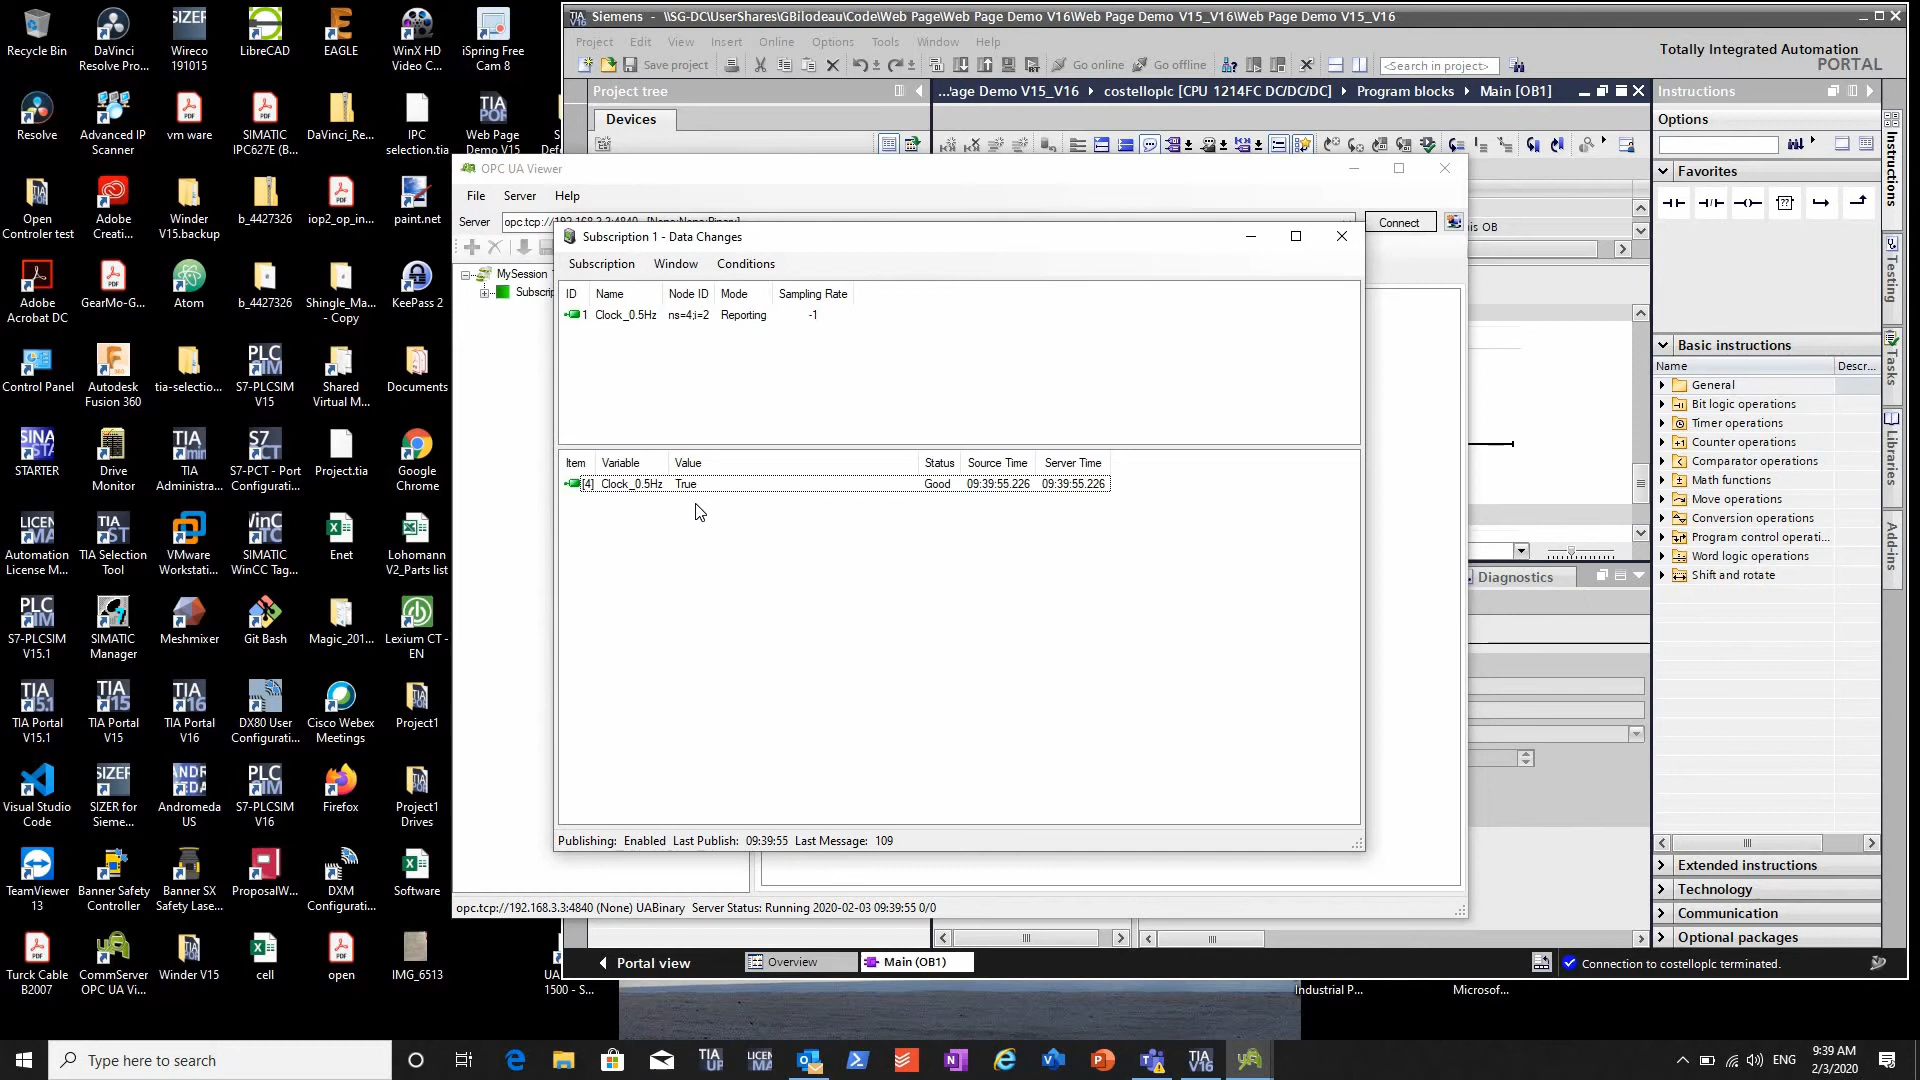 Recycle Bin
DaVinci Resolve Pro...
Wireco 191015
LibreCAD
EAGLE
WinX HD Video C...
iSpring Free Cam 8
Resolve
Advanced IP Scanner
vm ware
SIMATIC IPC627E (B...
DaVinci_Re...
IPC selection.tia
Web Page Demo V15
Open Controler test
Adobe Creati...
Winder V15.backup
b_4427326
iop2_op_in...
paint.net
Adobe Acrobat DC
GearMo-G...
Atom
b_4427326
Shingle_Ma... - Copy
KeePass 2
Control Panel
Autodesk Fusion 360
tia-selectio...
S7-PLCSIM V15
Shared Virtual M...
Documents
STARTER
Drive Monitor
TIA Administ...
S7-PCT - Port Configurati...
Project.tia
Google Chrome
Automation License M...
TIA Selection Tool
VMware Workstati...
SIMATIC WinCC Tag...
Enet
Lohomann V2_Parts list
S7-PLCSIM V15.1
SIMATIC Manager
Meshmixer
Git Bash
Magic_201...
Lexium CT - EN
TIA Portal V15.1
TIA Portal V15
TIA Portal V16
DX80 User Configurati...
Cisco Webex Meetings
Project1
Visual Studio Code
SIZER for Sieme...
Andromeda US
S7-PLCSIM V16
Firefox
Project1 Drives
TeamViewer 13
Banner Safety Controller
Banner SX Safety Lase...
ProposalW...
DXM Configurati...
Software
Turck Cable B2007
CommServer OPC UA Vi...
Winder V15
cell
open
IMG_6513
1500 - S...
Industrial P...
Microsof...
Siemens - \\SG-DC\UserShares\GBilodeau\Code\Web Page\Web Page Demo V16\Web Page Demo V15_V16\Web Page Demo V15_V16
Project Edit View Insert Online Options Tools Window Help
Totally Integrated Automation
PORTAL
Save project
Go online
Go offline
<Search in project>
Project tree
...'age Demo V15_V16 costelloplc [CPU 1214FC DC/DC/DC] Program blocks Main [OB1]
Devices
Instructions
Options
Favorites
Basic instructions
Name Descr...
General
Bit logic operations
Timer operations
Counter operations
Comparator operations
Math functions
Move operations
Conversion operations
Program control operati...
Word logic operations
Shift and rotate
Extended instructions
Technology
Communication
Optional packages
Instructions
Testing
Tasks
Libraries
Add-ins
Diagnostics
OPC UA Viewer
File Server Help
Server opc.tcp://192.168.3.3:4840 [None:None:Binary]
Connect
MySession
Subscrip
Subscription 1 - Data Changes
Subscription Window Conditions
ID Name Node ID Mode Sampling Rate
1 Clock_0.5Hz ns=4;i=2 Reporting -1
Item Variable Value Status Source Time Server Time
[4] Clock_0.5Hz True Good 09:39:55.226 09:39:55.226
Publishing: Enabled Last Publish: 09:39:55 Last Message: 109
opc.tcp://192.168.3.3:4840 (None) UABinary Server Status: Running 2020-02-03 09:39:55 0/0
Portal view
Overview
Main (OB1)
Connection to costelloplc terminated.
Type here to search
ENG
9:39 AM
2/3/2020